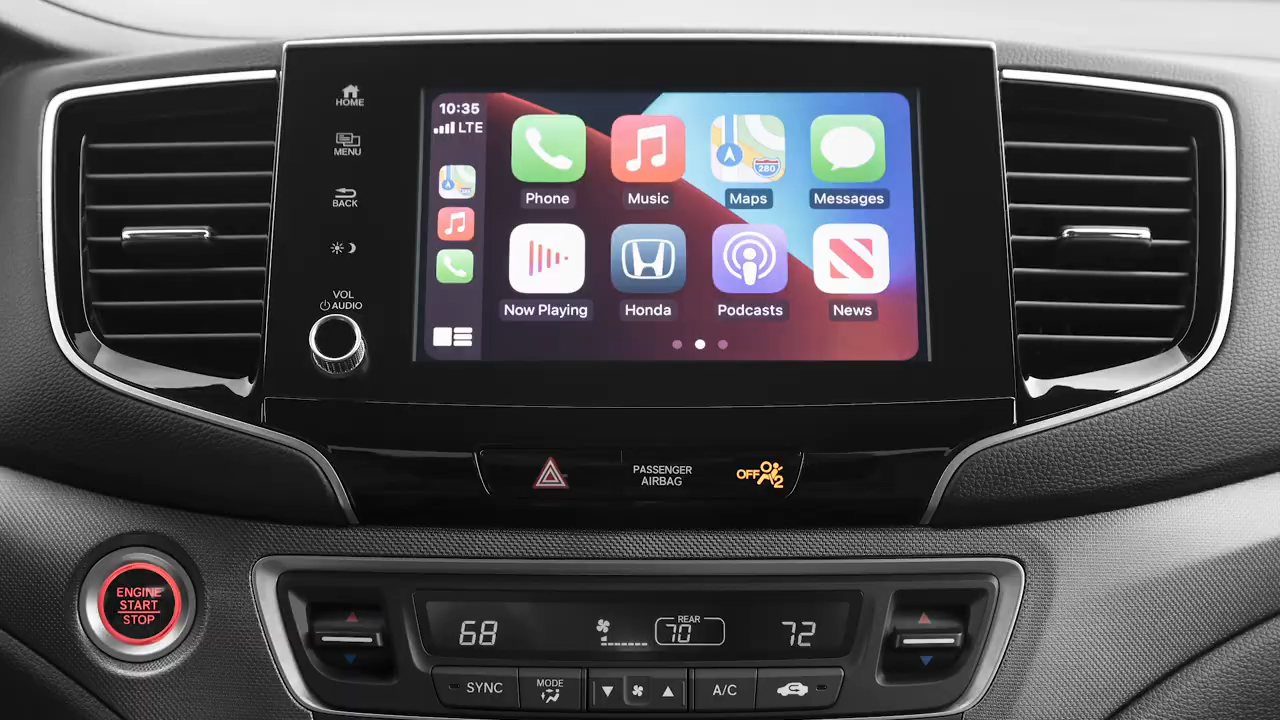 HOME
MENU
BACK
VOL
AUDIO
10:35
LTE
Phone
Music
280
Maps
Messages
Now Playing
Honda
Podcasts
News
PASSENGER
AIRBAG
OFF
2
ENGINE
START
STOP
68
REAR
70
72
SYNC
MODE
A/C